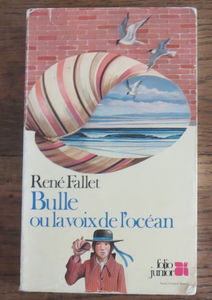 René Fallet
Bulle
ou la voix de l'océan
folio
junior